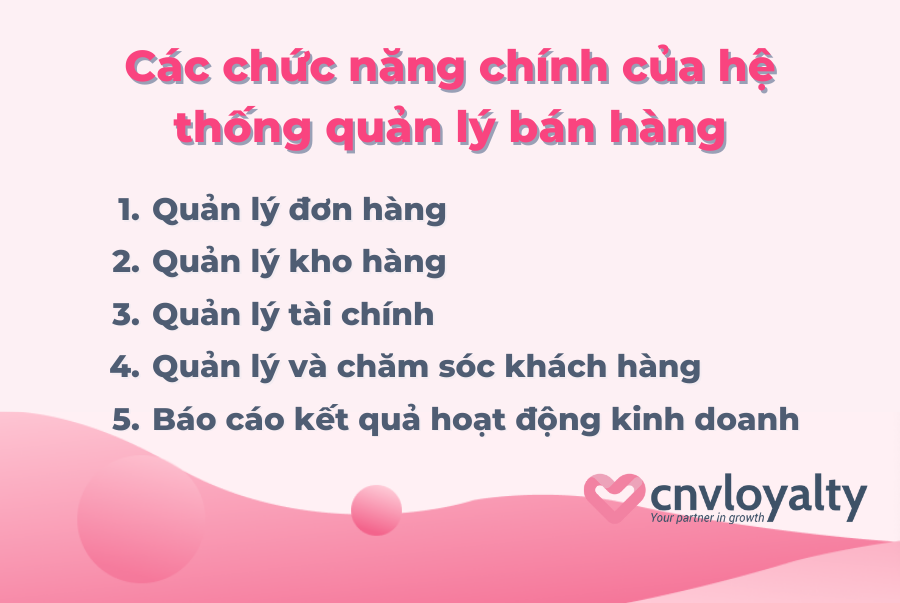 Các chức năng chính của hệ
thống quản lý bán hàng
1. Quản lý đơn hàng
2. Quản lý kho hàng
3. Quản lý tài chính
4. Quản lý và chăm sóc khách hàng
5. Báo cáo kết quả hoạt động kinh doanh
cnvloyalty
Your partner in growth